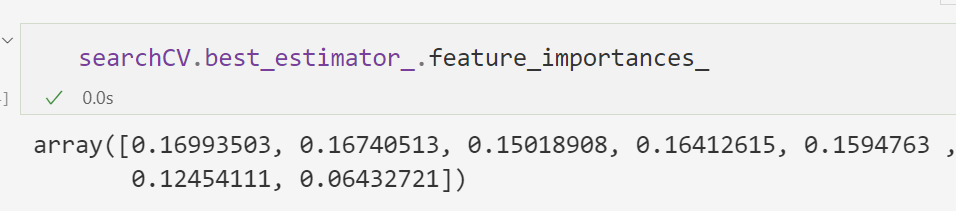 searchCV.best_estimator_.feature_importances_
]
0.0s
array([0.16993503, 0.16740513, 0.15018908, 0.16412615, 0.1594763 ,
0.12454111, 0.06432721])